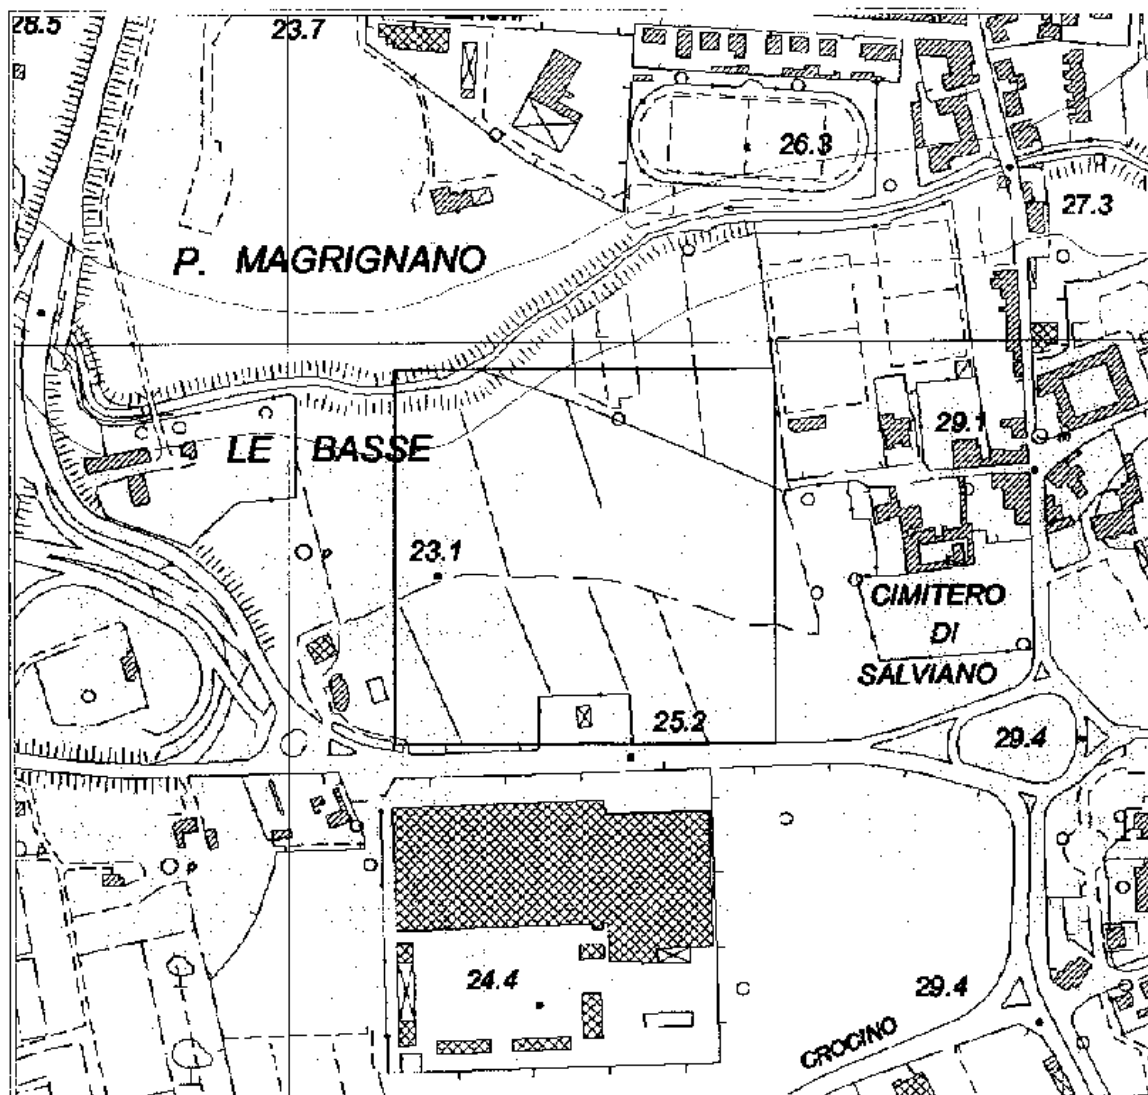 28.5
23.7
26.3
27.3
P. MAGRIGNANO
LE BASSE
29.1
23.1
CIMITERO
DI
SALVIANO
25.2
29.4
24.4
29.4
CROCINO